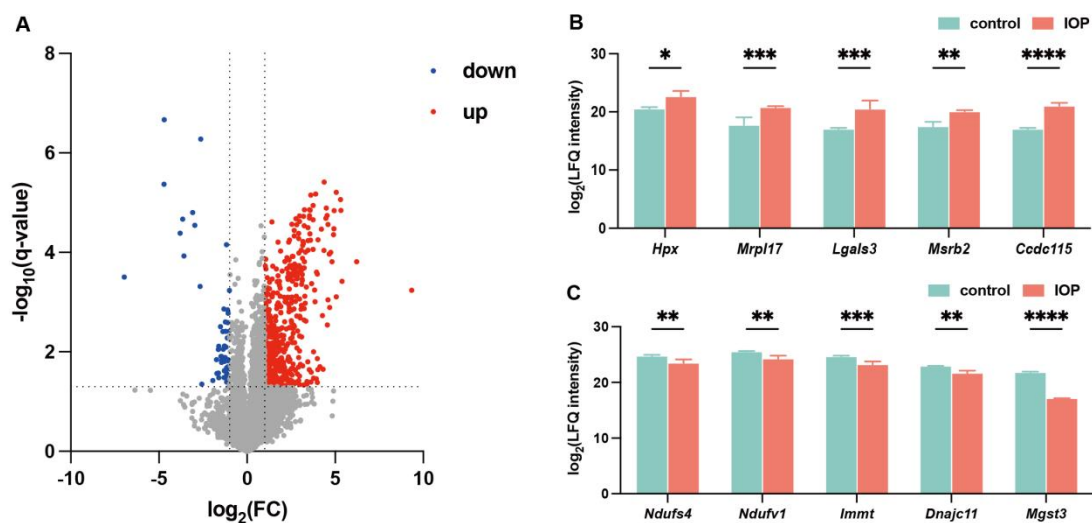 A
8
6
4
2
0
-10
-5
0
5
10
-log10(q-value)
log2(FC)
down
up
B
control
IOP
30
20
10
0
log2(LFQ intensity)
*
***
***
**
****
Hpx
Mrpl17
Lgals3
Msrb2
Ccdc115
C
control
IOP
30
20
10
0
log2(LFQ intensity)
**
**
***
**
****
Ndufs4
Ndufv1
Immt
Dnajc11
Mgst3